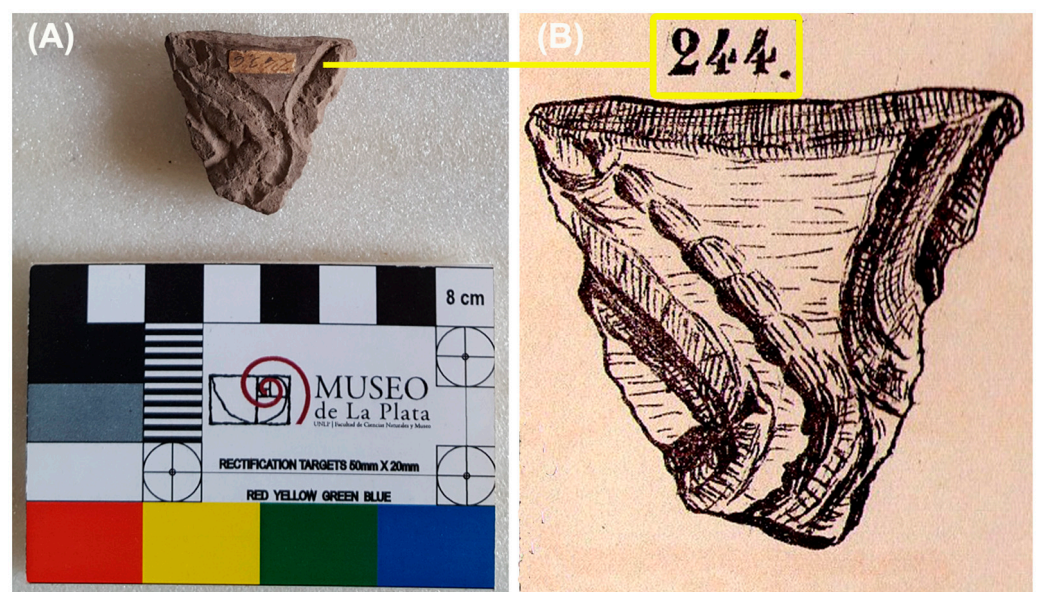 (A)
(B)
244.
8 cm
MUSEO
de La Plata
UNLP | Facultad de Ciencias Naturales y Museo
RECTIFICATION TARGETS 50mm X 20mm
RED YELLOW GREEN BLUE